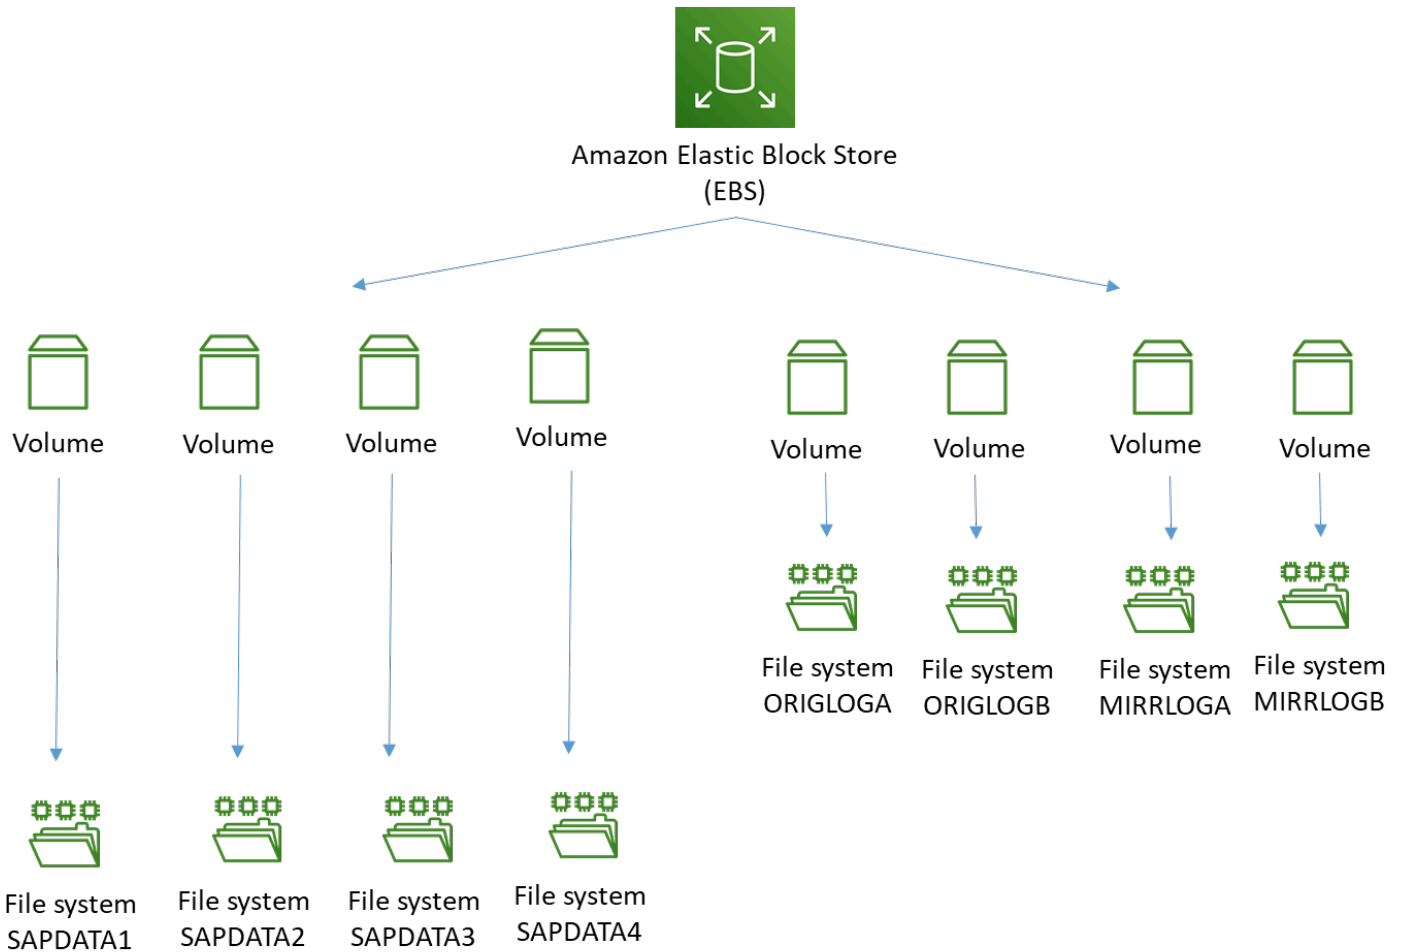 Amazon Elastic Block Store
(EBS)
Volume
Volume
Volume
Volume
Volume
Volume
Volume
Volume
File system
ORIGLOGA
File system
ORIGLOGB
File system
MIRRLOGA
File system
MIRRLOGB
File system
SAPDATA1
File system
SAPDATA2
File system
SAPDATA3
File system
SAPDATA4